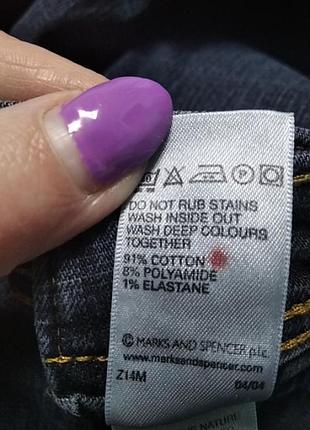 DO NOT RUB STAINS
WASH INSIDE OUT
WASH DEEP COLOURS
TOGETHER
91% COTTON
8% POLYAMIDE
1% ELASTANE
© MARKS AND SPENCER p.l.c.
www.marksandspencer.com
Z14M 04/04
NATURE